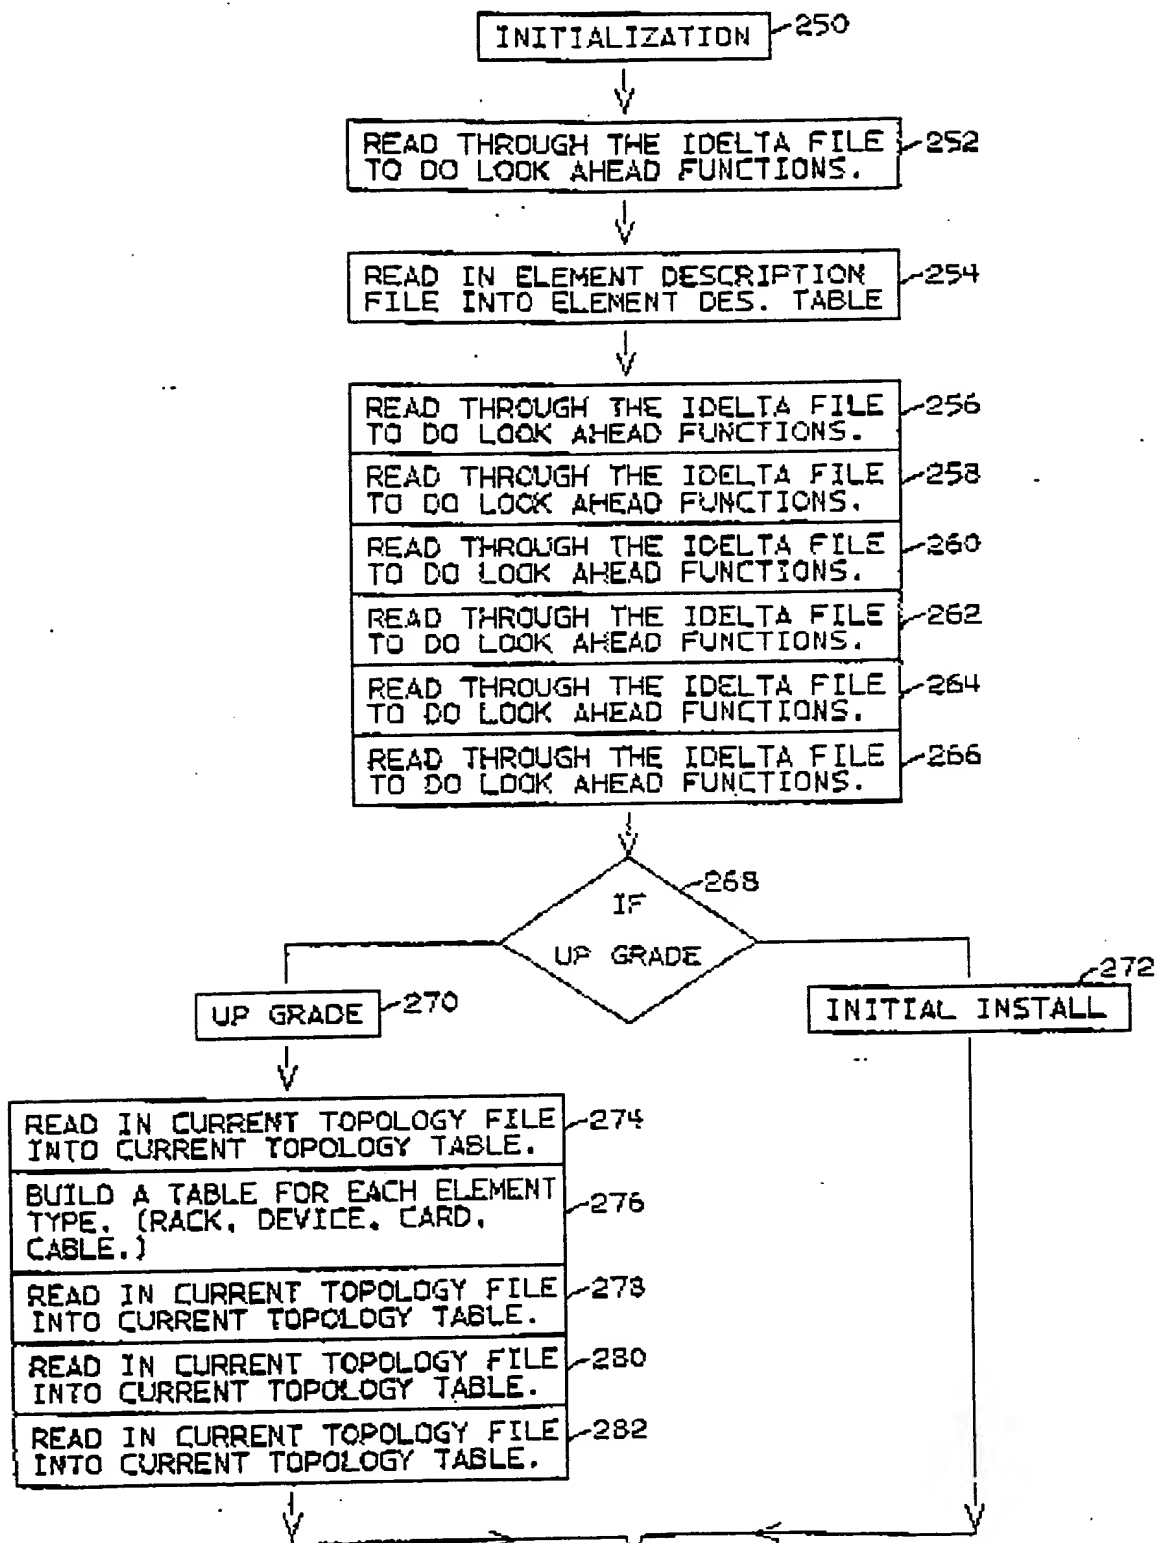 INITIALIZATION 250
READ THROUGH THE IDELTA FILE 252
TO DO LOOK AHEAD FUNCTIONS.
READ IN ELEMENT DESCRIPTION 254
FILE INTO ELEMENT DES. TABLE
READ THROUGH THE IDELTA FILE 256
TO DO LOOK AHEAD FUNCTIONS.
READ THROUGH THE IDELTA FILE 258
TO DO LOOK AHEAD FUNCTIONS.
READ THROUGH THE IDELTA FILE 260
TO DO LOOK AHEAD FUNCTIONS.
READ THROUGH THE IDELTA FILE 262
TO DO LOOK AHEAD FUNCTIONS.
READ THROUGH THE IDELTA FILE 264
TO DO LOOK AHEAD FUNCTIONS.
READ THROUGH THE IDELTA FILE 266
TO DO LOOK AHEAD FUNCTIONS.
268
IF
UP GRADE
UP GRADE 270
272
INITIAL INSTALL
READ IN CURRENT TOPOLOGY FILE 274
INTO CURRENT TOPOLOGY TABLE.
BUILD A TABLE FOR EACH ELEMENT
TYPE. (RACK. DEVICE. CARD. 276
CABLE.)
READ IN CURRENT TOPOLOGY FILE 278
INTO CURRENT TOPOLOGY TABLE.
READ IN CURRENT TOPOLOGY FILE 280
INTO CURRENT TOPOLOGY TABLE.
READ IN CURRENT TOPOLOGY FILE 282
INTO CURRENT TOPOLOGY TABLE.